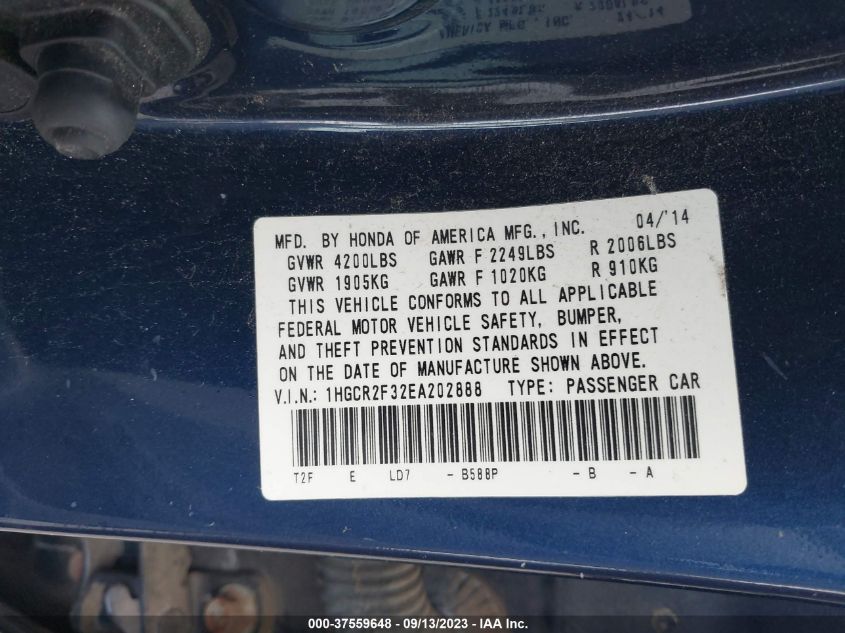 MFD. BY HONDA OF AMERICA MFG., INC. 04/'14
GVWR 4200LBS GAWR F 2249LBS R 2006LBS
GVWR 1905KG GAWR F 1020KG R 910KG
THIS VEHICLE CONFORMS TO ALL APPLICABLE
FEDERAL MOTOR VEHICLE SAFETY, BUMPER,
AND THEFT PREVENTION STANDARDS IN EFFECT
ON THE DATE OF MANUFACTURE SHOWN ABOVE.
V.I.N.: 1HGCR2F32EA202888 TYPE: PASSENGER CAR
T2F E LD7 - B588P - B - A
000-37559648 - 09/13/2023 - IAA Inc.